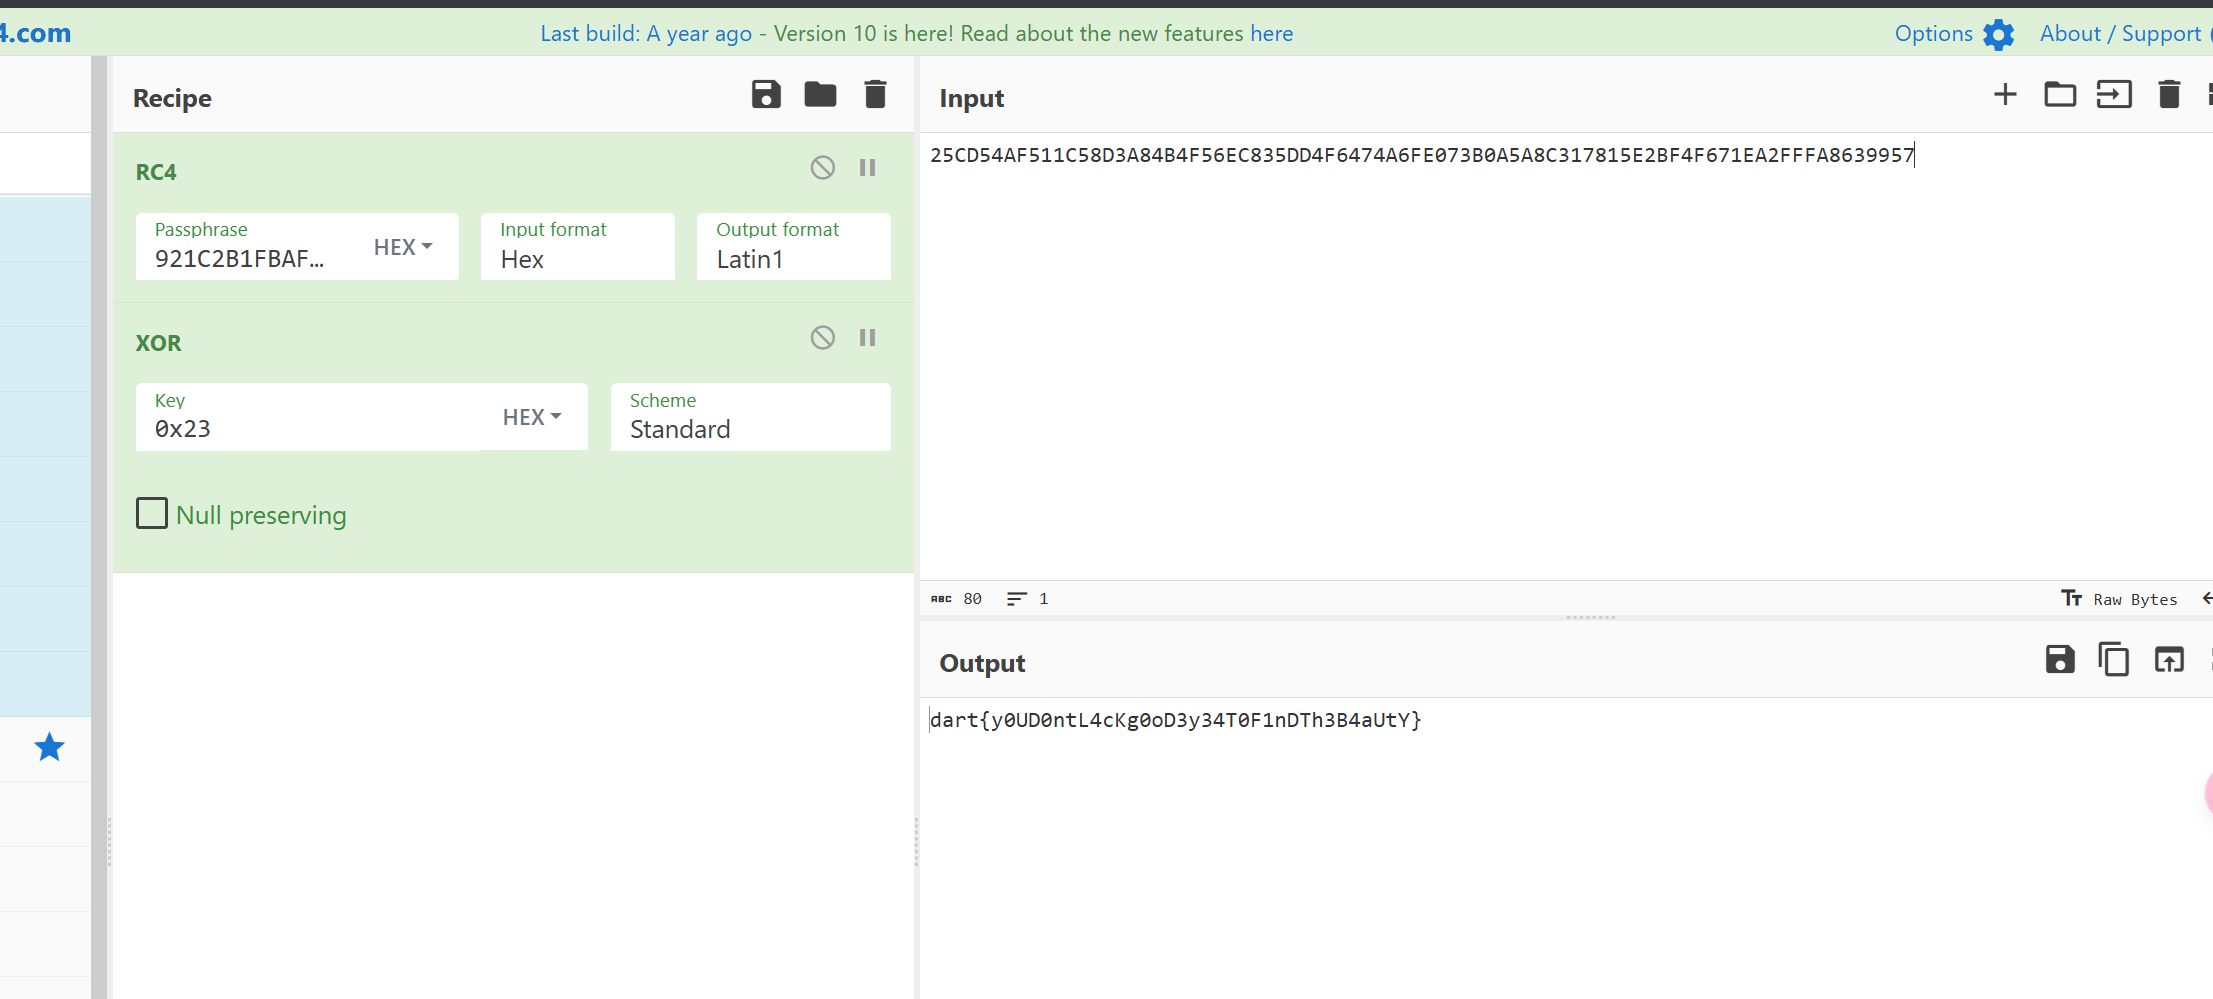 4.com
Last build: A year ago - Version 10 is here! Read about the new features here
Options
About / Support
Recipe
RC4
Passphrase
921C2B1FBAF...
HEX
Input format
Hex
Output format
Latin1
XOR
Key
0x23
HEX
Scheme
Standard
Null preserving
Input
25CD54AF511C58D3A84B4F56EC835DD4F6474A6FE073B0A5A8C317815E2BF4F671EA2FFFA8639957
ABC 80
1
Tт Raw Bytes
Output
dart{y0UD0ntL4cKg0oD3y34T0F1nDTh3B4aUtY}